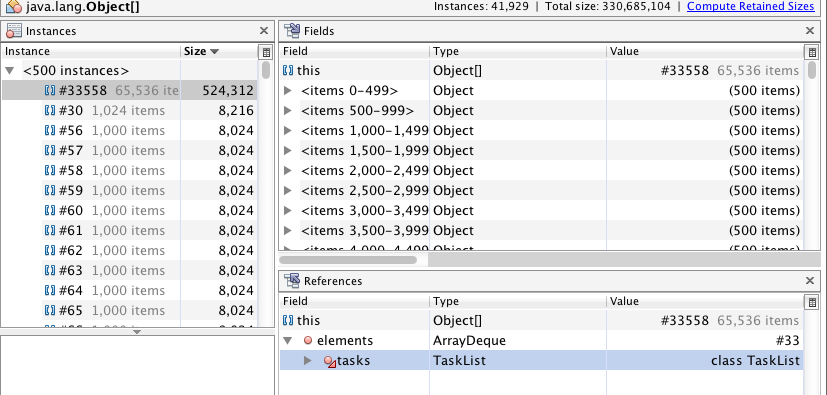 java.lang.Object[] Instances: 41,929 | Total size: 330,685,104 | Compute Retained Sizes
Instances
Instance Size
<500 instances>
#33558 65,536 ite 524,312
#30 1,024 items 8,216
#56 1,000 items 8,024
#57 1,000 items 8,024
#58 1,000 items 8,024
#59 1,000 items 8,024
#60 1,000 items 8,024
#61 1,000 items 8,024
#62 1,000 items 8,024
#63 1,000 items 8,024
#64 1,000 items 8,024
#65 1,000 items 8,024
Fields
Field Type Value
this Object[] #33558 65,536 items
<items 0-499> Object (500 items)
<items 500-999> Object (500 items)
<items 1,000-1,499 Object (500 items)
<items 1,500-1,999 Object (500 items)
<items 2,000-2,499 Object (500 items)
<items 2,500-2,999 Object (500 items)
<items 3,000-3,499 Object (500 items)
<items 3,500-3,999 Object (500 items)
References
Field Type Value
this Object[] #33558 65,536 items
elements ArrayDeque #33
tasks TaskList class TaskList